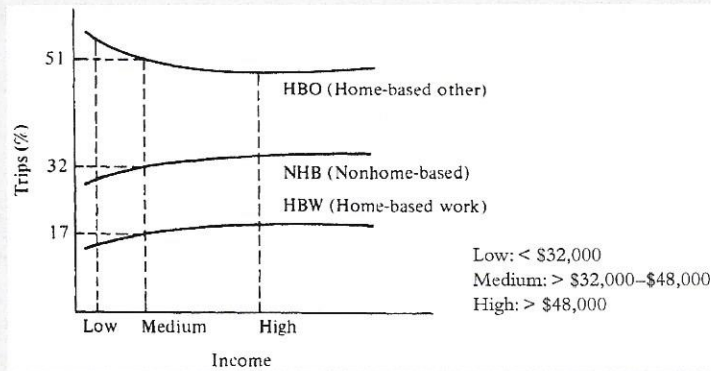 51
HBO (Home-based other)
Trips (%)
32
NHB (Nonhome-based)
HBW (Home-based work)
17
Low: < $32,000
Medium: > $32,000–$48,000
High: > $48,000
Low Medium High
Income